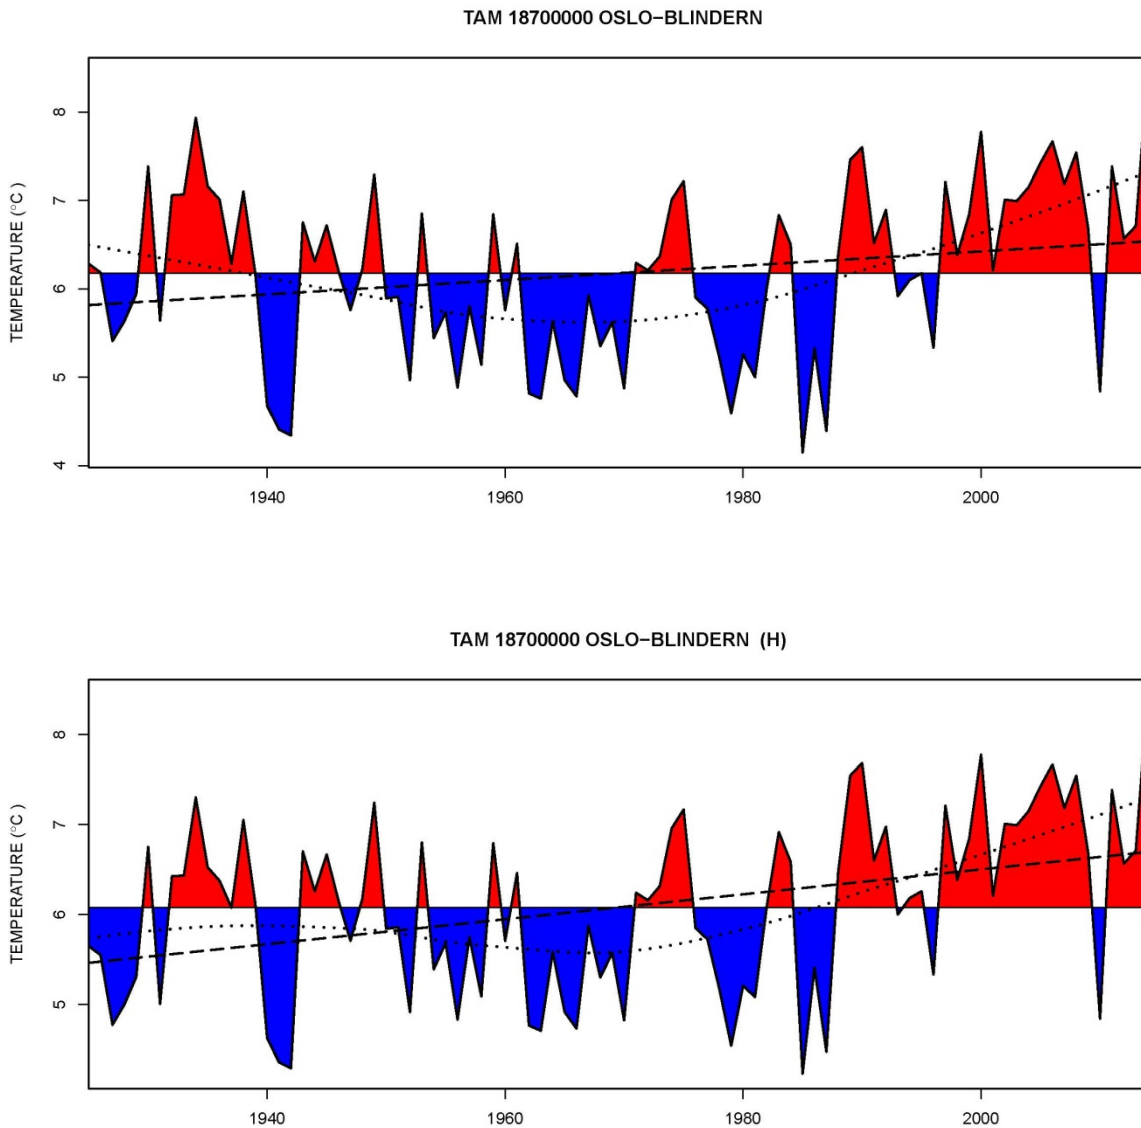 TAM 18700000 OSLO−BLINDERN
TEMPERATURE (°C)
8
7
6
5
4
1940 1960 1980 2000
TAM 18700000 OSLO−BLINDERN (H)
TEMPERATURE (°C)
8
7
6
5
1940 1960 1980 2000